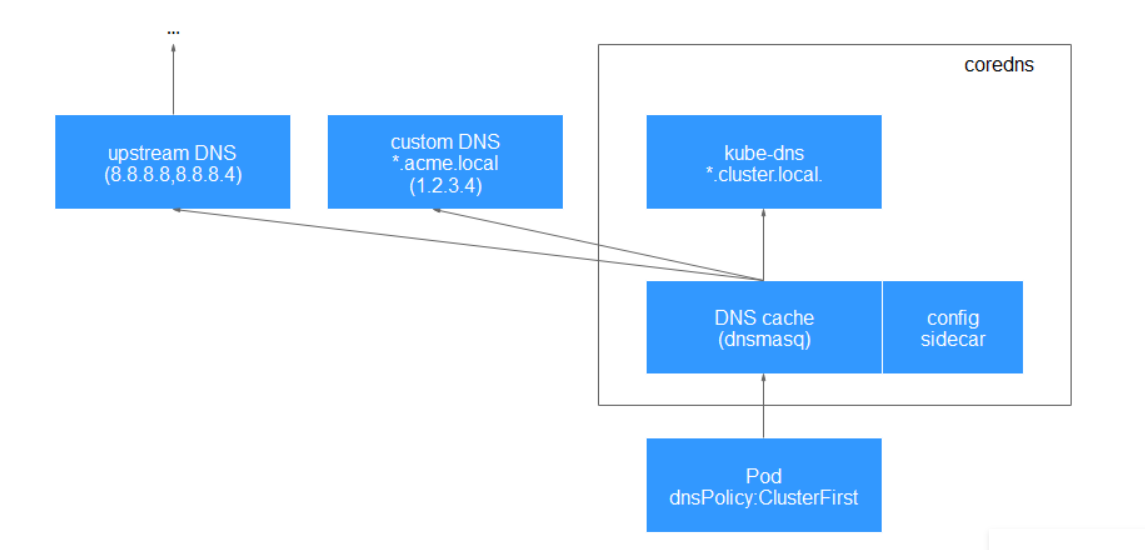 ...
coredns
upstream DNS
(8.8.8.8,8.8.8.4)
custom DNS
*.acme.local
(1.2.3.4)
kube-dns
*.cluster.local.
DNS cache
(dnsmasq)
config
sidecar
Pod
dnsPolicy:ClusterFirst